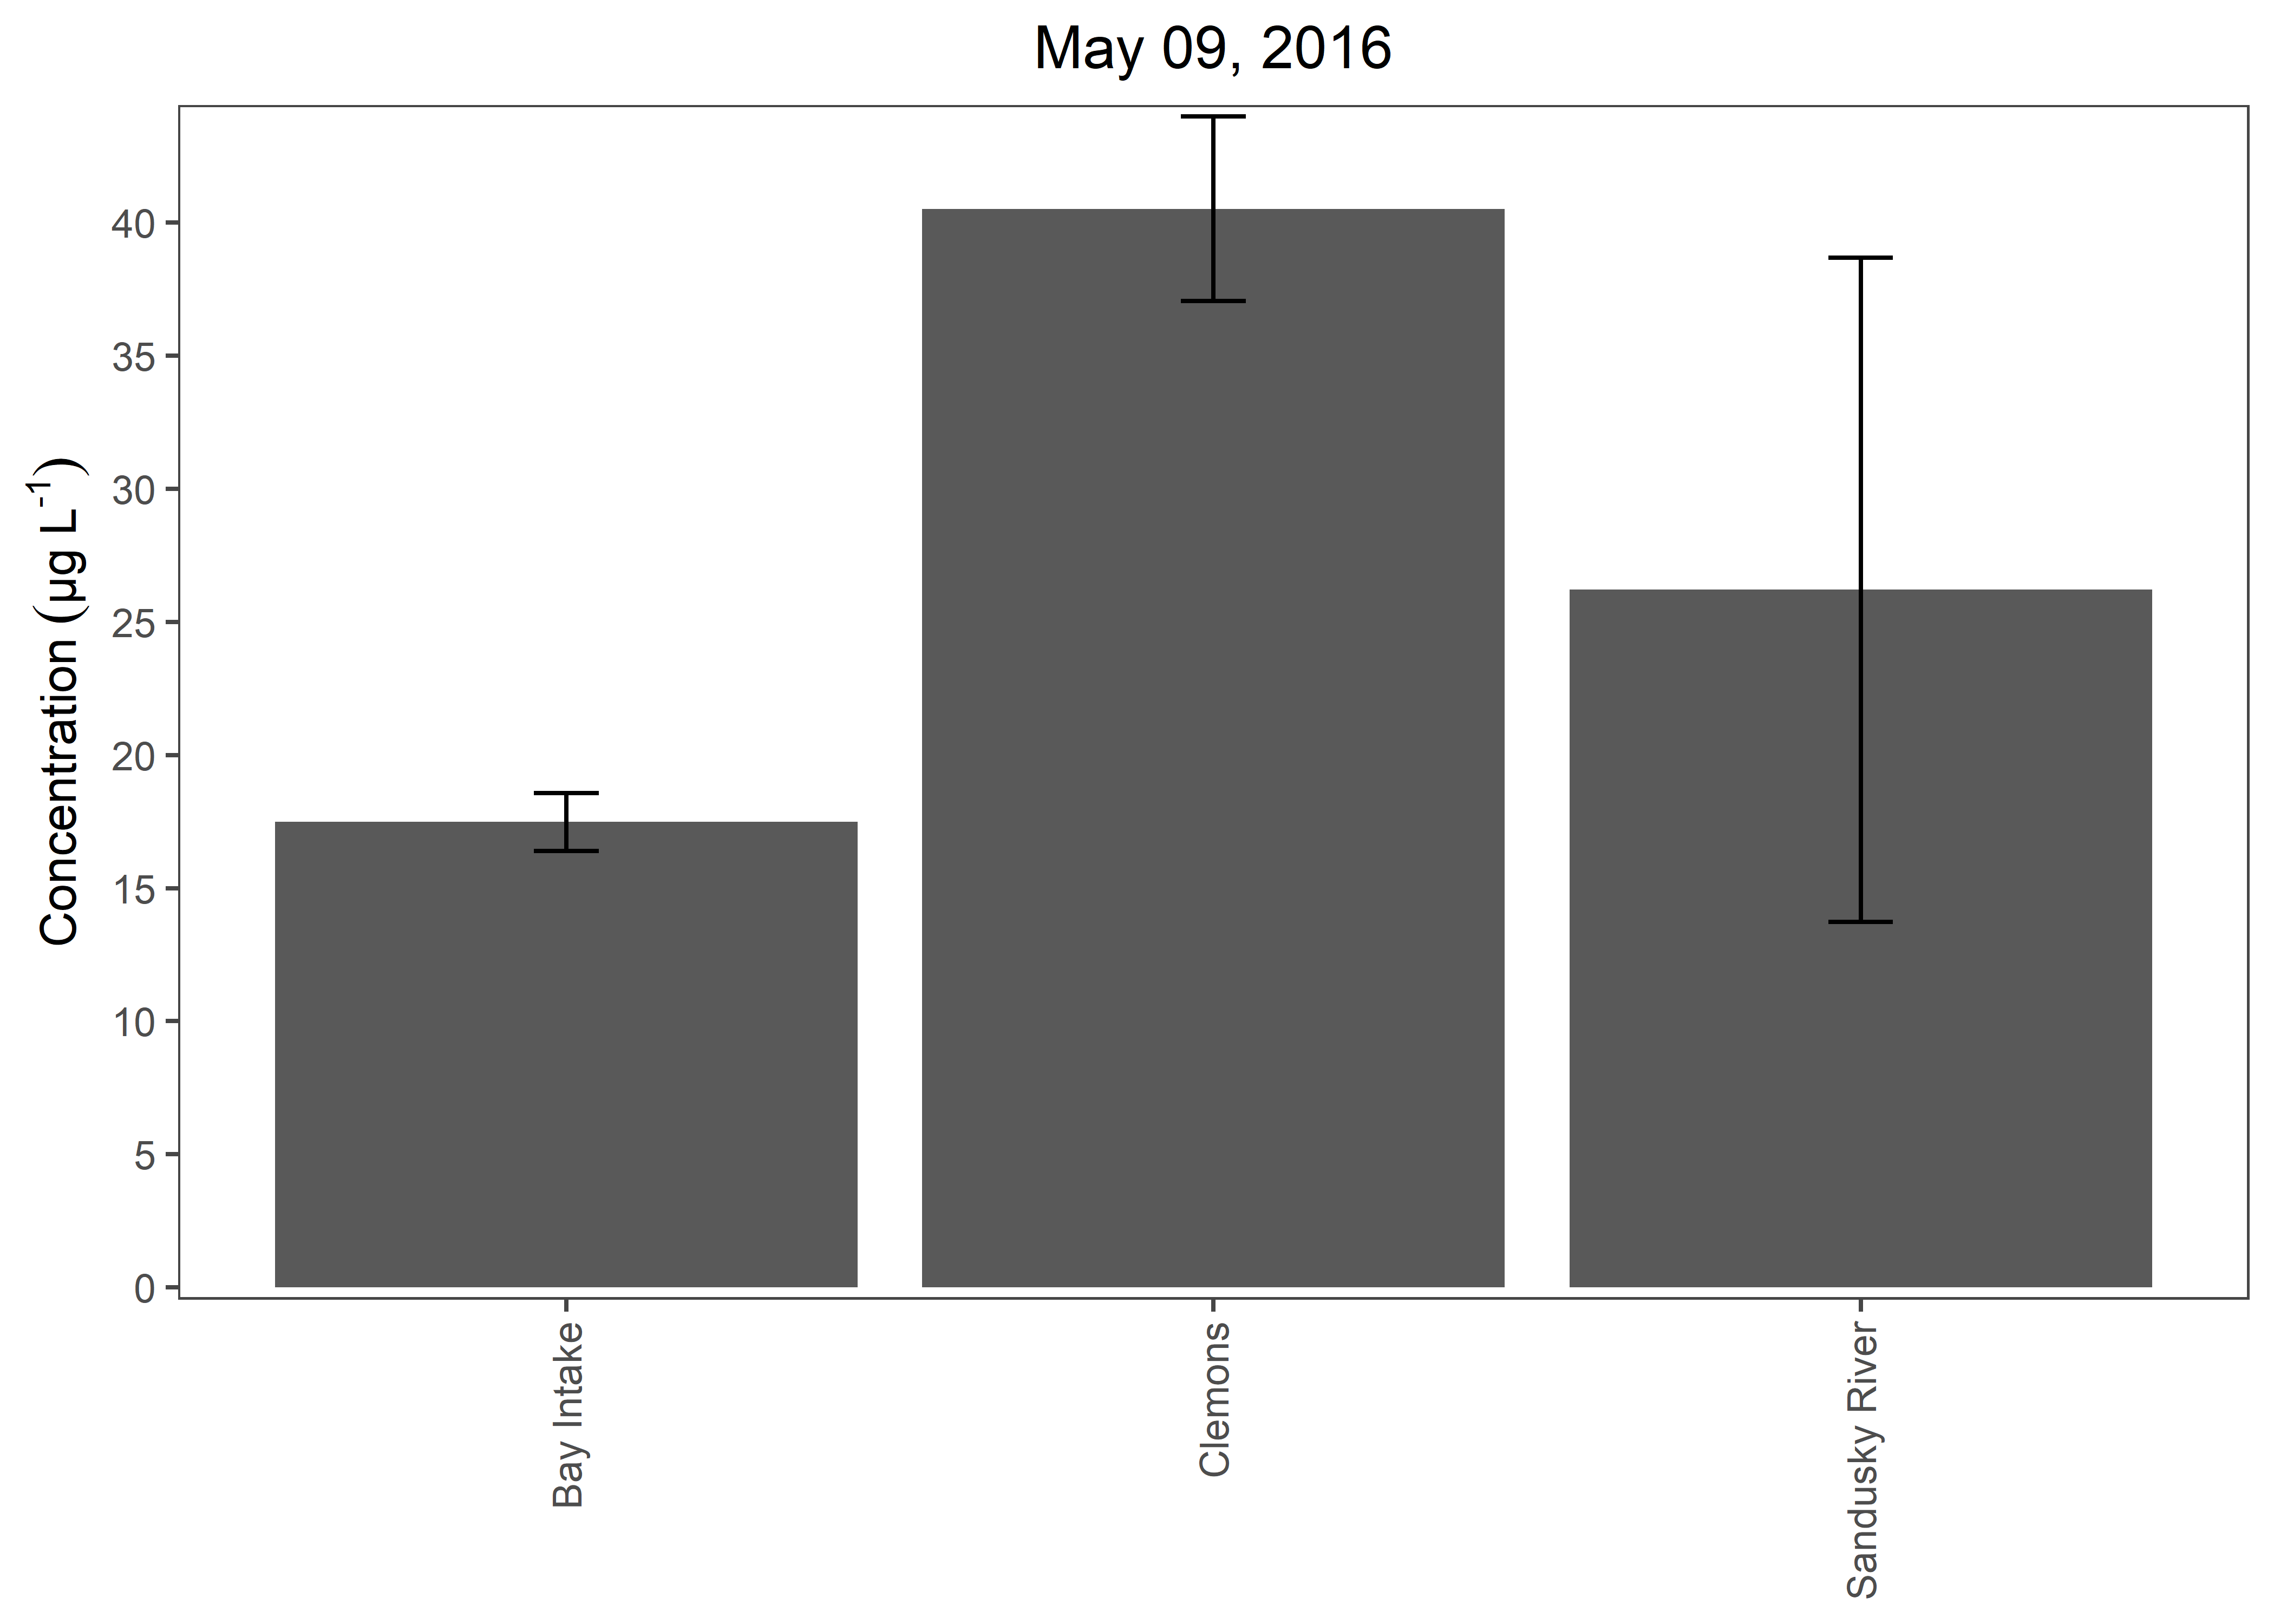 May 09, 2016
Concentration (µg L⁻¹)
40
35
30
25
20
15
10
5
0
Bay Intake
Clemons
Sandusky River